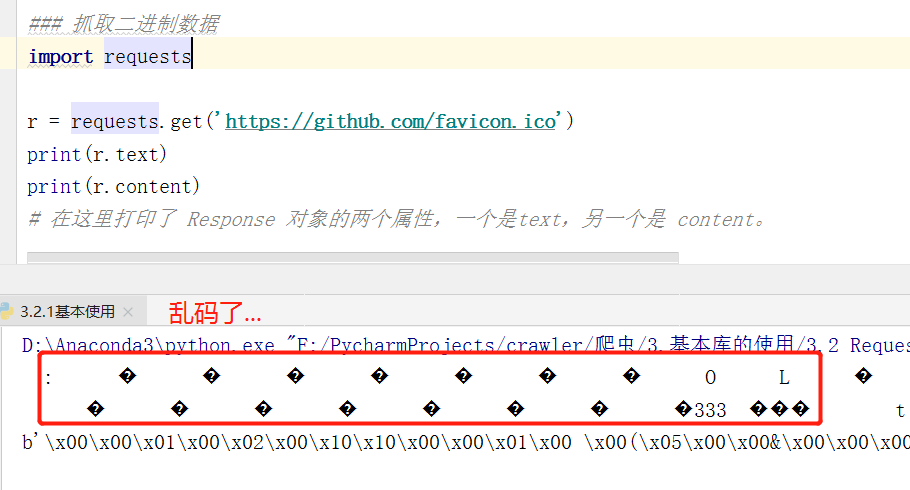 ### 抓取二进制数据
import requests
r = requests.get('https://github.com/favicon.ico')
print(r.text)
print(r.content)
# 在这里打印了 Response 对象的两个属性，一个是text，另一个是 content。
3.2.1基本使用 × 乱码了...
D:\Anaconda3\python.exe "F:/PycharmProjects/crawler/爬虫/3.基本库的使用/3.2 Reques
: � � � � � � � O L �
� � � � � � � �333 ��� t
b'\x00\x00\x01\x00\x02\x00\x10\x10\x00\x00\x01\x00 \x00(\x05\x00\x00&\x00\x00\x00